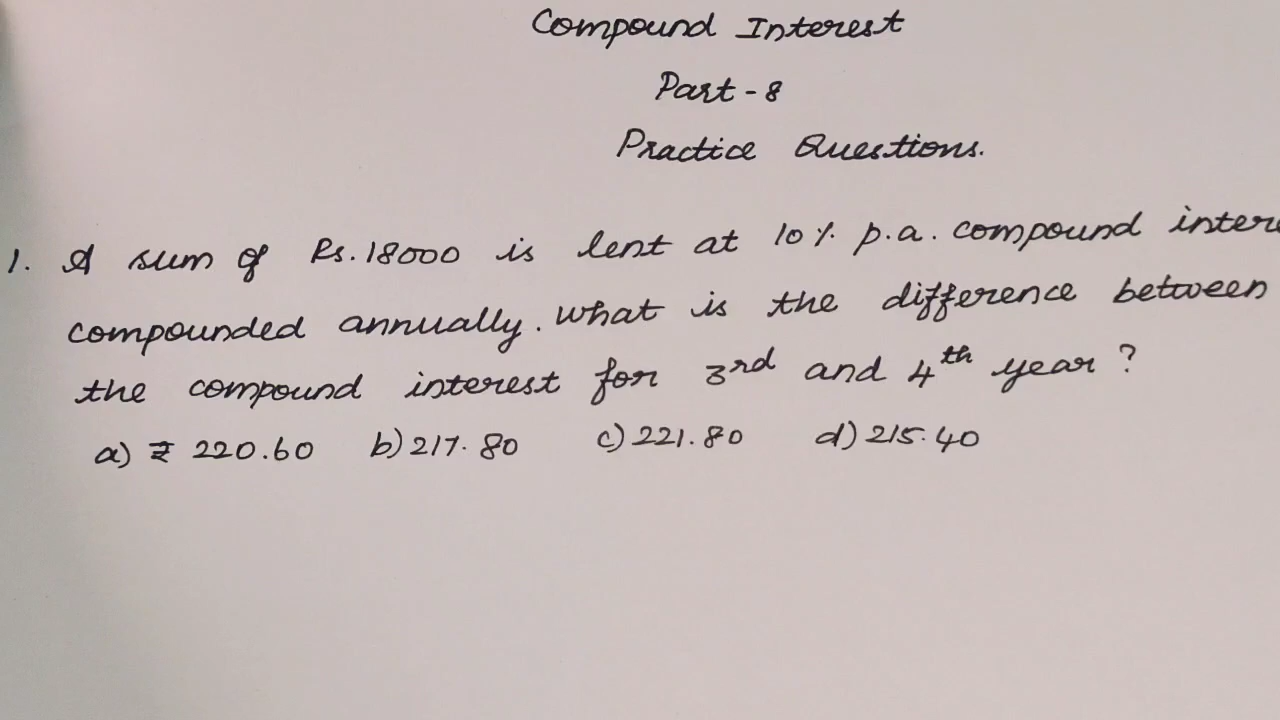 Compound Interest
Part - 8
Practice Questions.
1. A sum of Rs. 18000 is lent at 10% p.a. compound
compounded annually. What is the difference between
the compound interest for 3rd and 4th year?
a) ₹ 220.60 b) 217.80 c) 221.80 d) 215.40